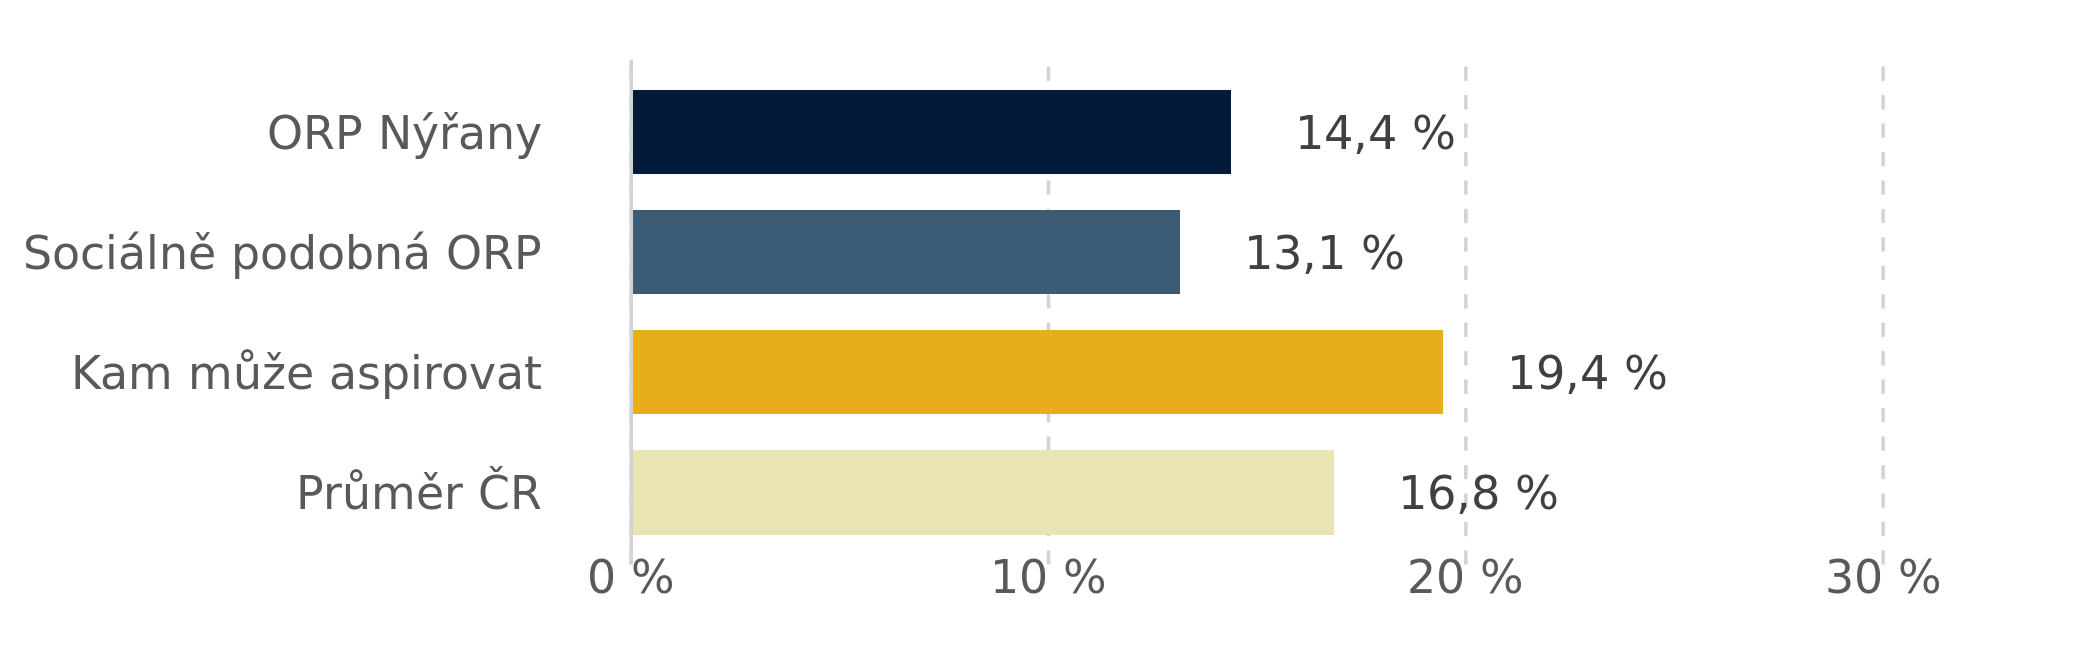 ORP Nýřany
14,4 %
Sociálně podobná ORP
13,1 %
Kam může aspirovat
19,4 %
Průměr ČR
16,8 %
0 %
10 %
20 %
30 %